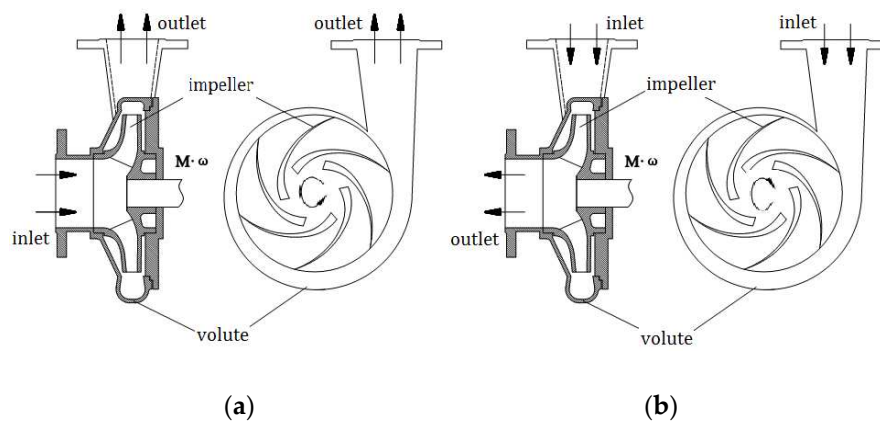 outlet
outlet
impeller
M·ω
inlet
volute
(a)
inlet
inlet
impeller
M·ω
outlet
volute
(b)